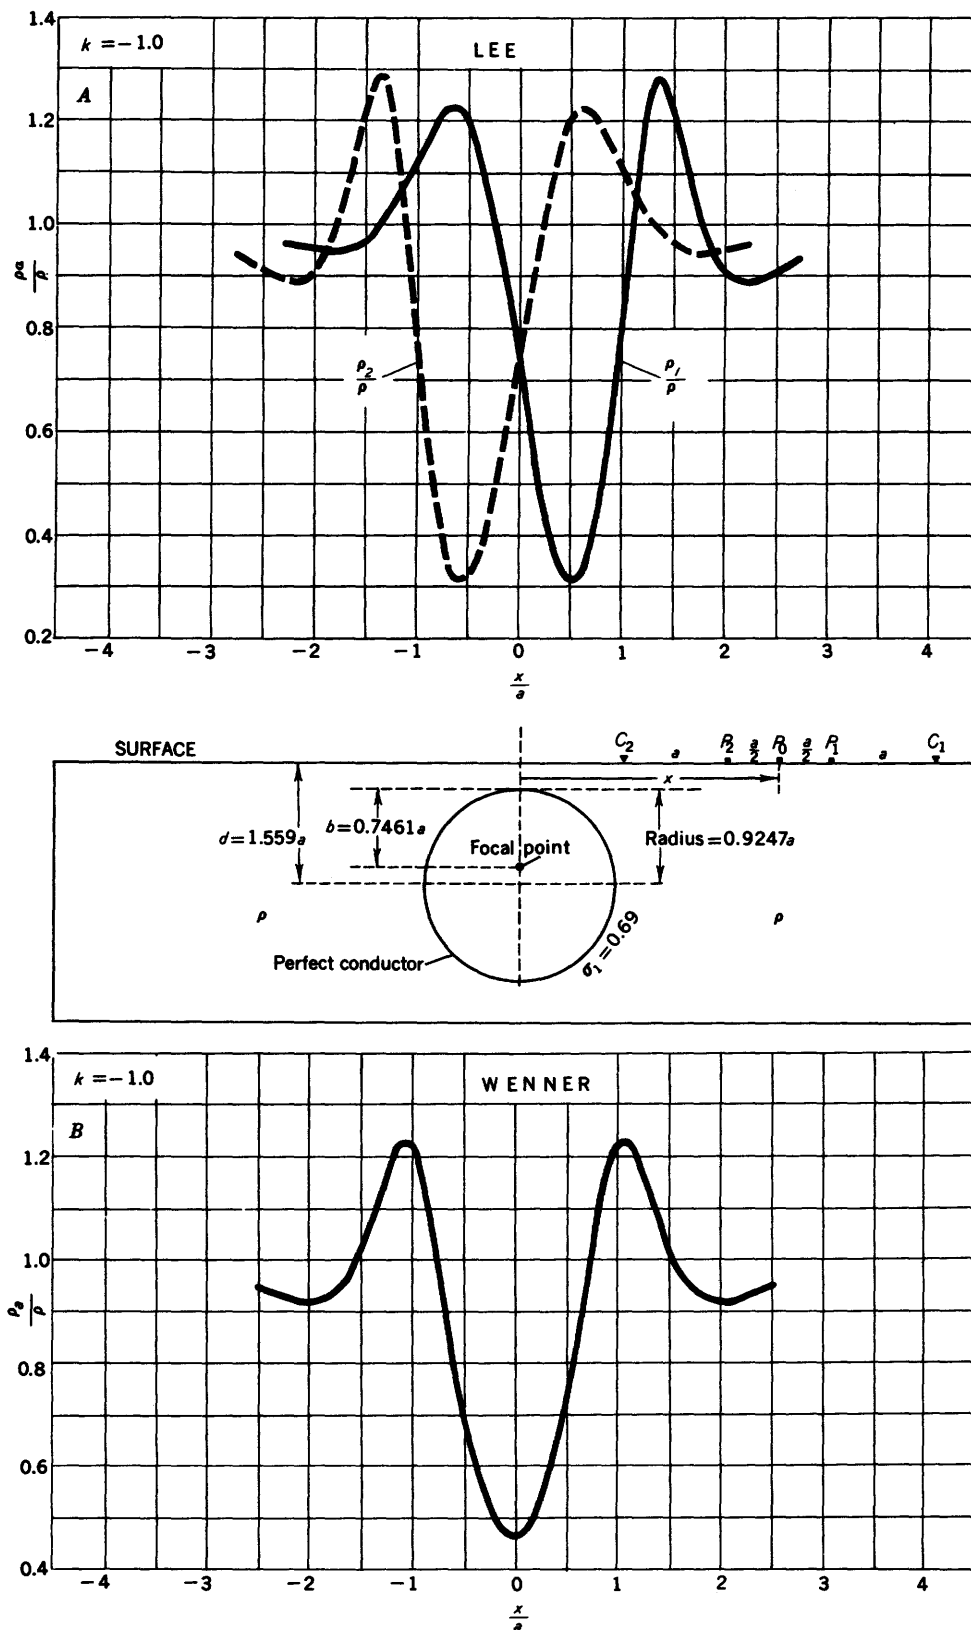 1.4
k = −1.0
LEE
A
1.2
1.0
ρa/ρ
0.8
ρ2/ρ
ρ1/ρ
0.6
0.4
0.2
−4 −3 −2 −1 0 1 2 3 4
x/a
SURFACE
C2 a P2 a/2 P0 a/2 P1 a C1
x
d=1.559a
b=0.7461a
Radius=0.9247a
Focal point
ρ
ρ
Perfect conductor
σ1=0.69
1.4
k = −1.0
WENNER
B
1.2
1.0
ρa/ρ
0.8
0.6
0.4
−4 −3 −2 −1 0 1 2 3 4
x/a